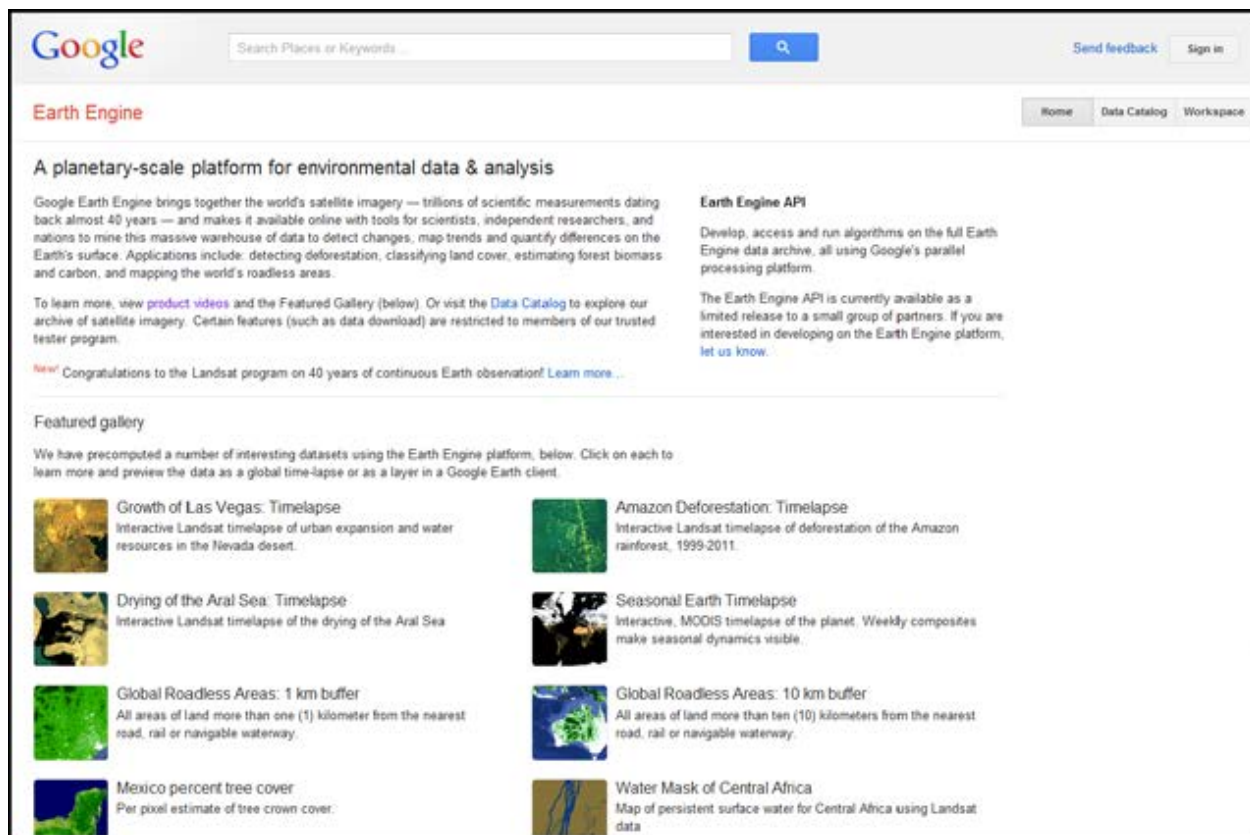 Google
Search Places or Keywords ...
Send feedback
Sign in
Earth Engine
Home
Data Catalog
Workspace
A planetary-scale platform for environmental data & analysis
Google Earth Engine brings together the world's satellite imagery — trillions of scientific measurements dating
back almost 40 years — and makes it available online with tools for scientists, independent researchers, and
nations to mine this massive warehouse of data to detect changes, map trends and quantify differences on the
Earth's surface. Applications include: detecting deforestation, classifying land cover, estimating forest biomass
and carbon, and mapping the world's roadless areas.
To learn more, view product videos and the Featured Gallery (below). Or visit the Data Catalog to explore our
archive of satellite imagery. Certain features (such as data download) are restricted to members of our trusted
tester program.
New! Congratulations to the Landsat program on 40 years of continuous Earth observation! Learn more...
Earth Engine API
Develop, access and run algorithms on the full Earth
Engine data archive, all using Google's parallel
processing platform.
The Earth Engine API is currently available as a
limited release to a small group of partners. If you are
interested in developing on the Earth Engine platform,
let us know.
Featured gallery
We have precomputed a number of interesting datasets using the Earth Engine platform, below. Click on each to
learn more and preview the data as a global time-lapse or as a layer in a Google Earth client.
Growth of Las Vegas: Timelapse
Interactive Landsat timelapse of urban expansion and water
resources in the Nevada desert.
Amazon Deforestation: Timelapse
Interactive Landsat timelapse of deforestation of the Amazon
rainforest, 1999-2011.
Drying of the Aral Sea: Timelapse
Interactive Landsat timelapse of the drying of the Aral Sea
Seasonal Earth Timelapse
Interactive, MODIS timelapse of the planet. Weekly composites
make seasonal dynamics visible.
Global Roadless Areas: 1 km buffer
All areas of land more than one (1) kilometer from the nearest
road, rail or navigable waterway.
Global Roadless Areas: 10 km buffer
All areas of land more than ten (10) kilometers from the nearest
road, rail or navigable waterway.
Mexico percent tree cover
Per pixel estimate of tree crown cover.
Water Mask of Central Africa
Map of persistent surface water for Central Africa using Landsat
data